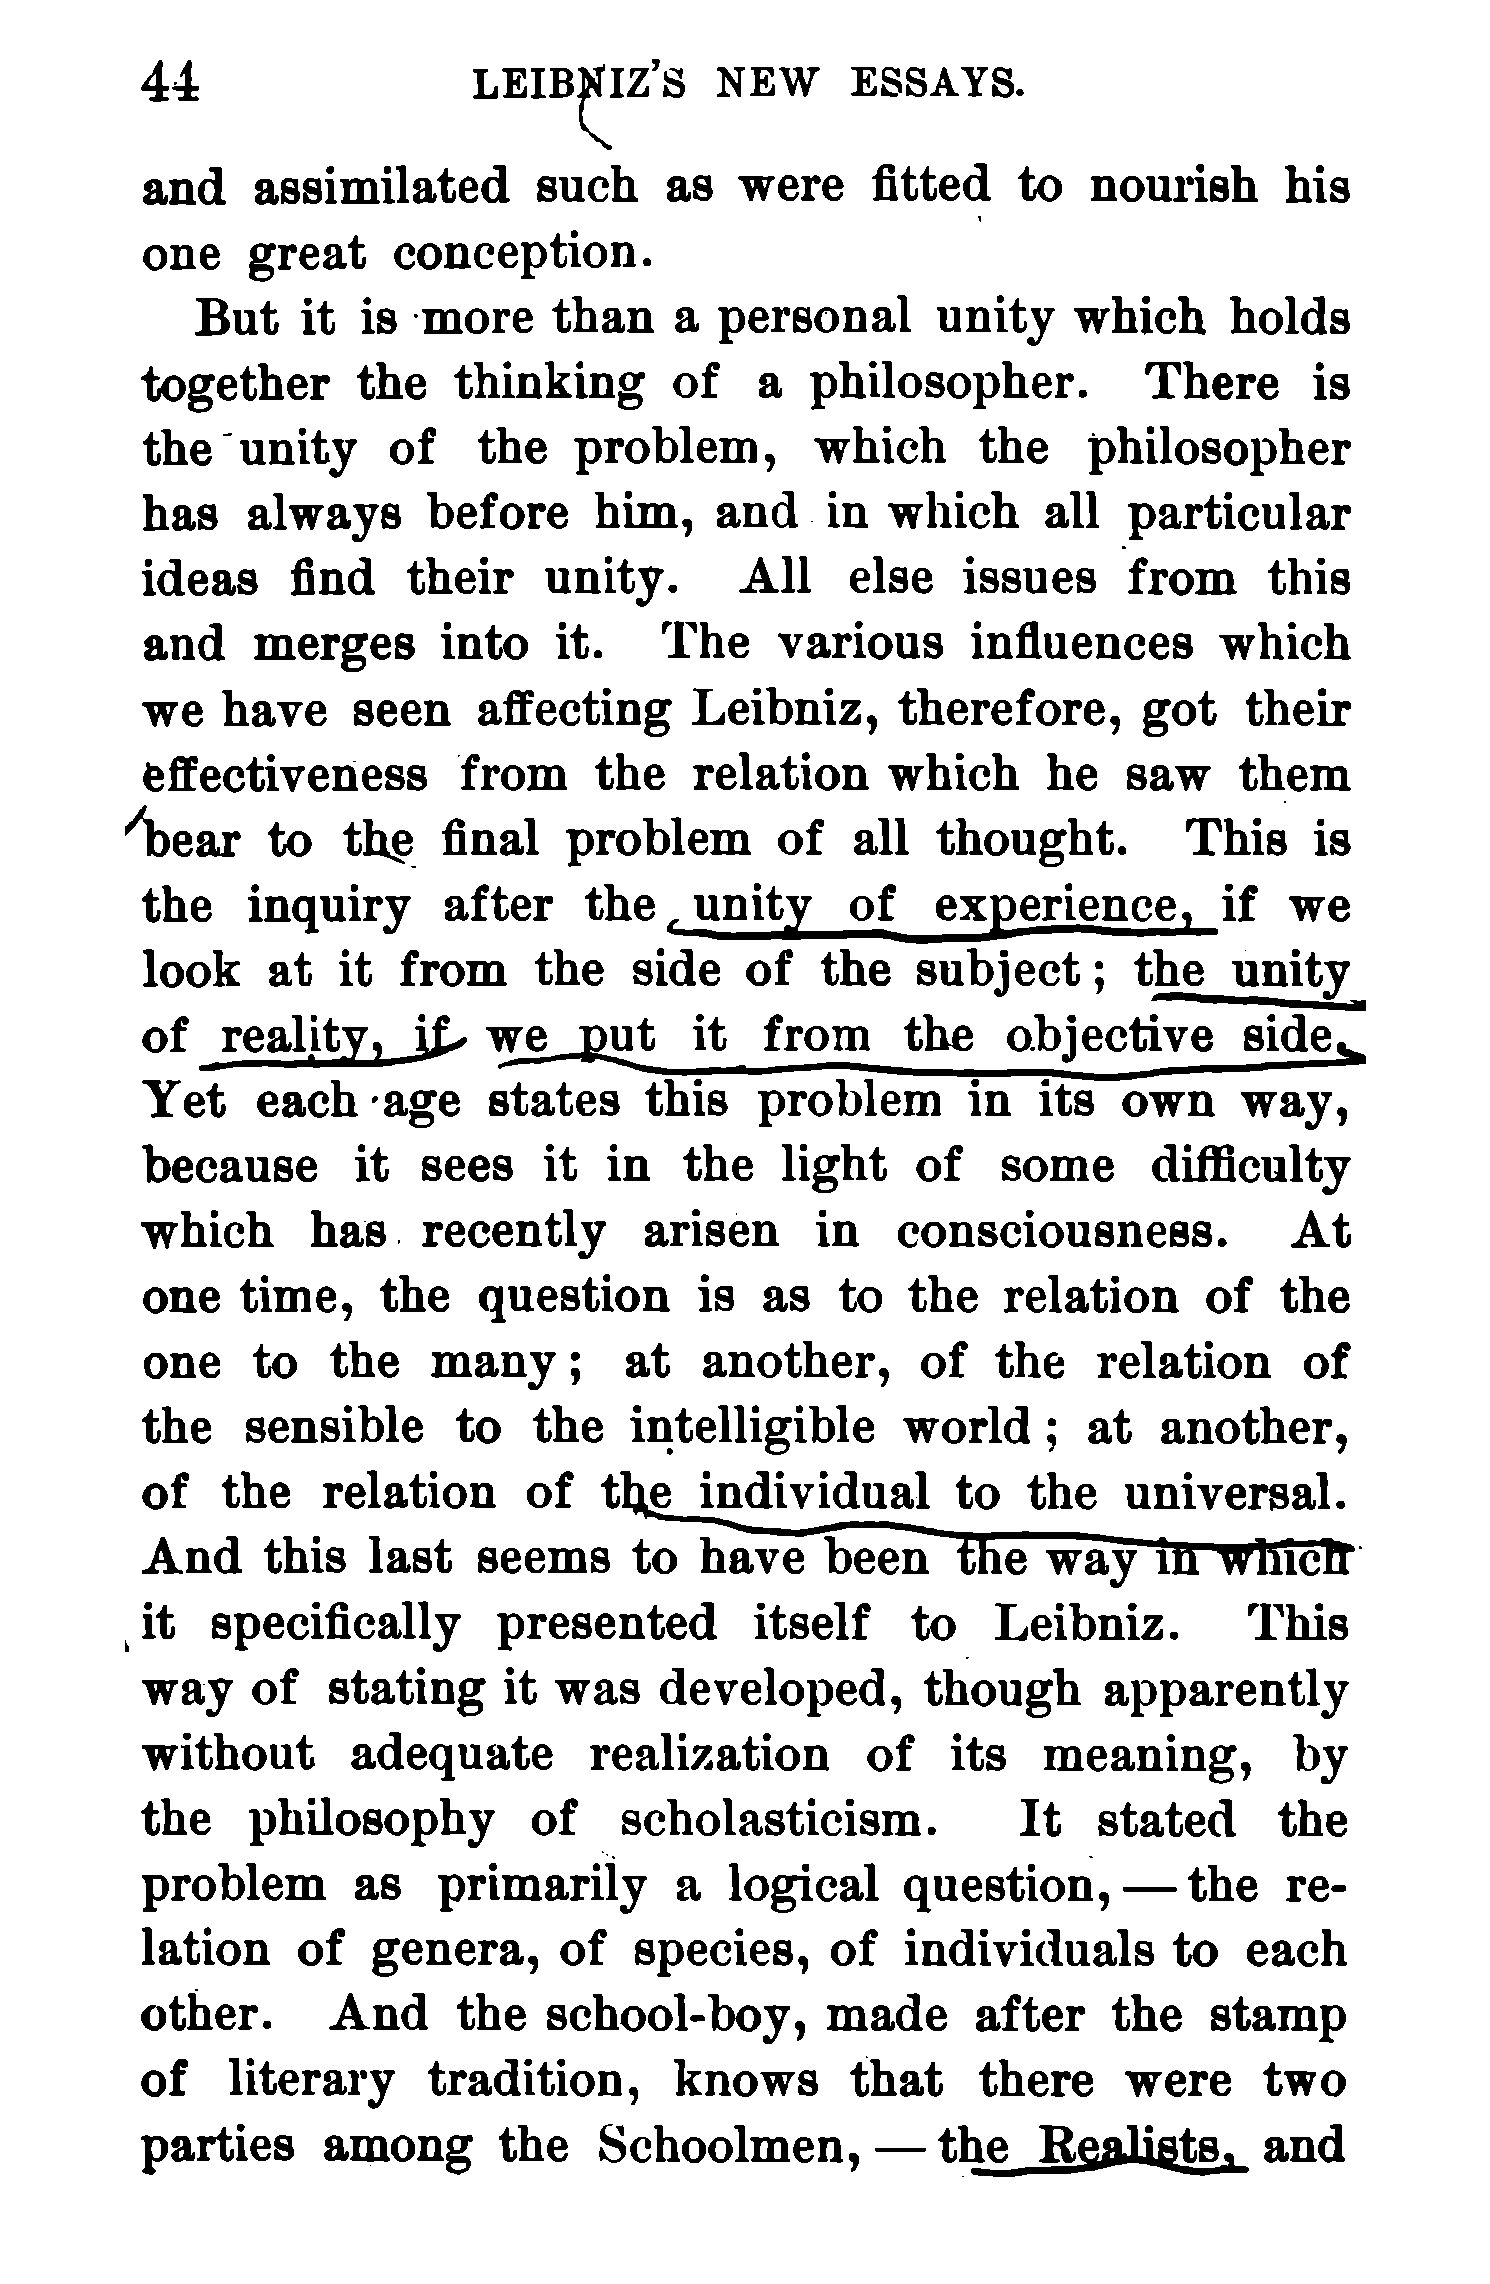 44 LEIBNIZ'S NEW ESSAYS.
and assimilated such as were fitted to nourish his
one great conception.
But it is more than a personal unity which holds
together the thinking of a philosopher. There is
the unity of the problem, which the philosopher
has always before him, and in which all particular
ideas find their unity. All else issues from this
and merges into it. The various influences which
we have seen affecting Leibniz, therefore, got their
effectiveness from the relation which he saw them
bear to the final problem of all thought. This is
the inquiry after the unity of experience, if we
look at it from the side of the subject; the unity
of reality, if we put it from the objective side.
Yet each age states this problem in its own way,
because it sees it in the light of some difficulty
which has recently arisen in consciousness. At
one time, the question is as to the relation of the
one to the many; at another, of the relation of
the sensible to the intelligible world; at another,
of the relation of the individual to the universal.
And this last seems to have been the way in which
it specifically presented itself to Leibniz. This
way of stating it was developed, though apparently
without adequate realization of its meaning, by
the philosophy of scholasticism. It stated the
problem as primarily a logical question, — the re-
lation of genera, of species, of individuals to each
other. And the school-boy, made after the stamp
of literary tradition, knows that there were two
parties among the Schoolmen, — the Realists, and